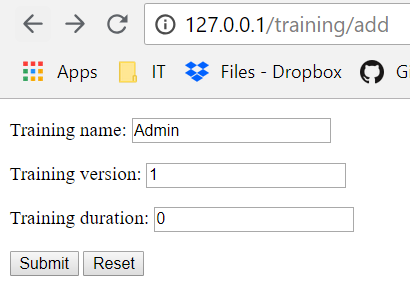 127.0.0.1/training/add
Apps IT Files - Dropbox G
Training name: Admin
Training version: 1
Training duration: 0
Submit Reset